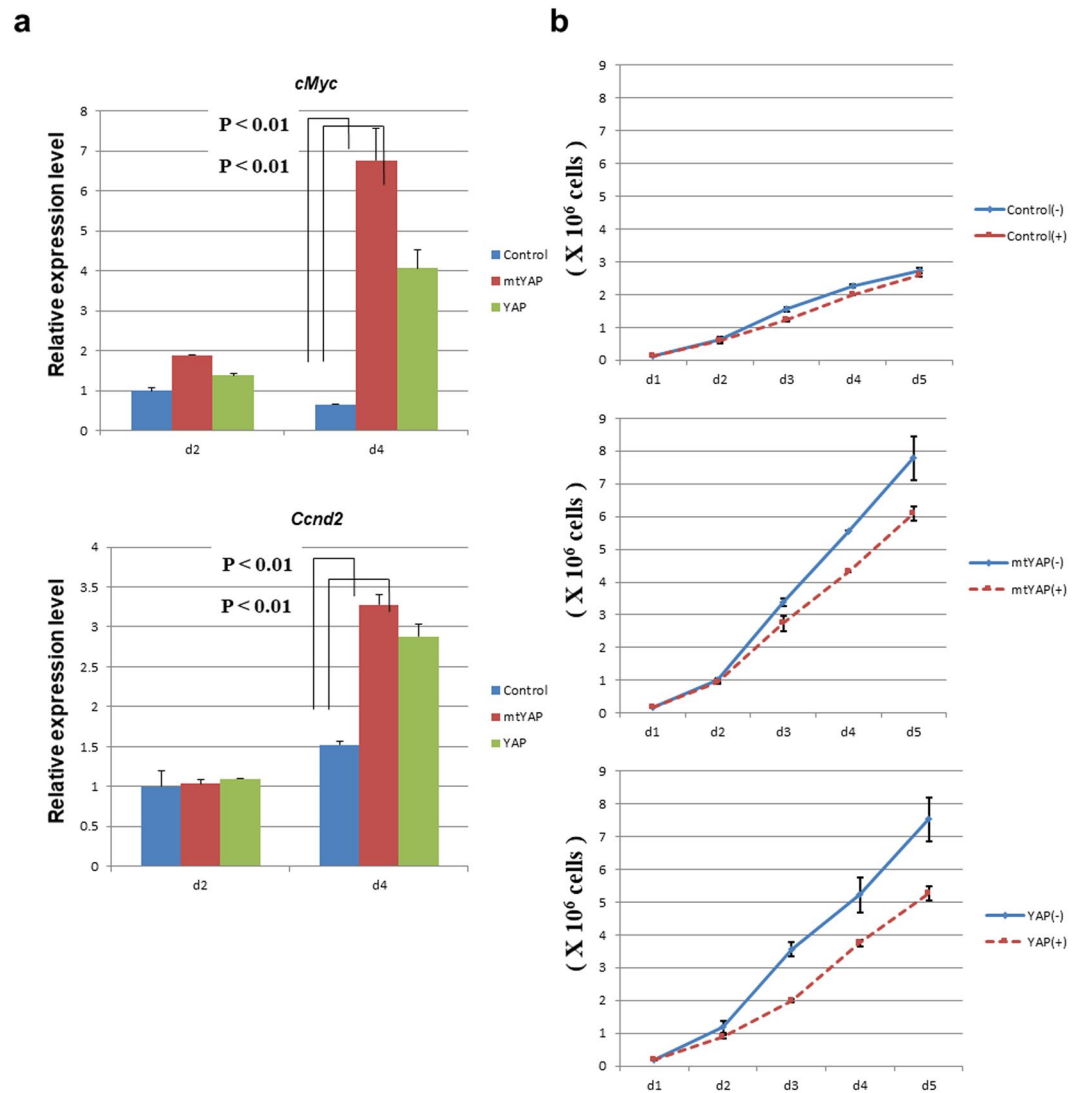 a
cMyc
Relative expression level
8
7
6
5
4
3
2
1
0
P < 0.01
P < 0.01
d2
d4
Control
mtYAP
YAP
Ccnd2
Relative expression level
4
3.5
3
2.5
2
1.5
1
0.5
0
P < 0.01
P < 0.01
d2
d4
Control
mtYAP
YAP
b
( X 10⁶ cells )
9
8
7
6
5
4
3
2
1
0
d1
d2
d3
d4
d5
Control(-)
Control(+)
( X 10⁶ cells )
9
8
7
6
5
4
3
2
1
0
d1
d2
d3
d4
d5
mtYAP(-)
mtYAP(+)
( X 10⁶ cells )
9
8
7
6
5
4
3
2
1
0
d1
d2
d3
d4
d5
YAP(-)
YAP(+)